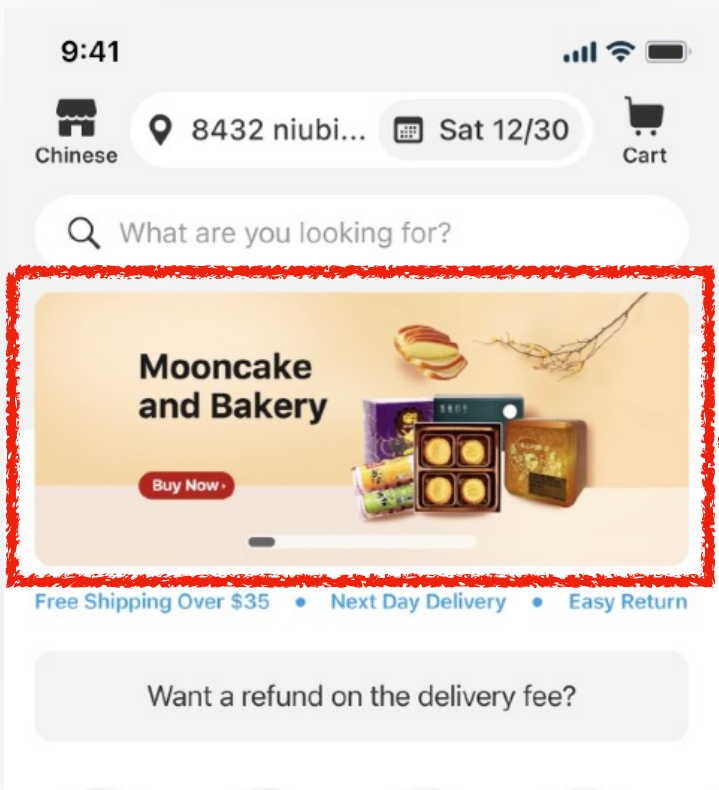 9:41
Chinese
8432 niubi...
Sat 12/30
Cart
What are you looking for?
Mooncake
and Bakery
Buy Now ›
Free Shipping Over $35 • Next Day Delivery • Easy Return
Want a refund on the delivery fee?